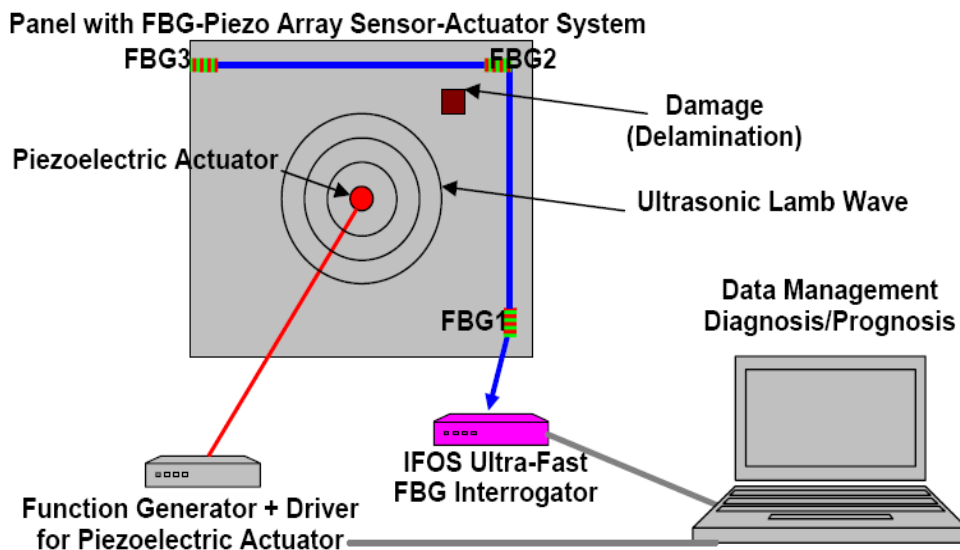 Panel with FBG-Piezo Array Sensor-Actuator System
FBG3
FBG2
Damage
(Delamination)
Piezoelectric Actuator
Ultrasonic Lamb Wave
FBG1
Data Management
Diagnosis/Prognosis
IFOS Ultra-Fast
FBG Interrogator
Function Generator + Driver
for Piezoelectric Actuator